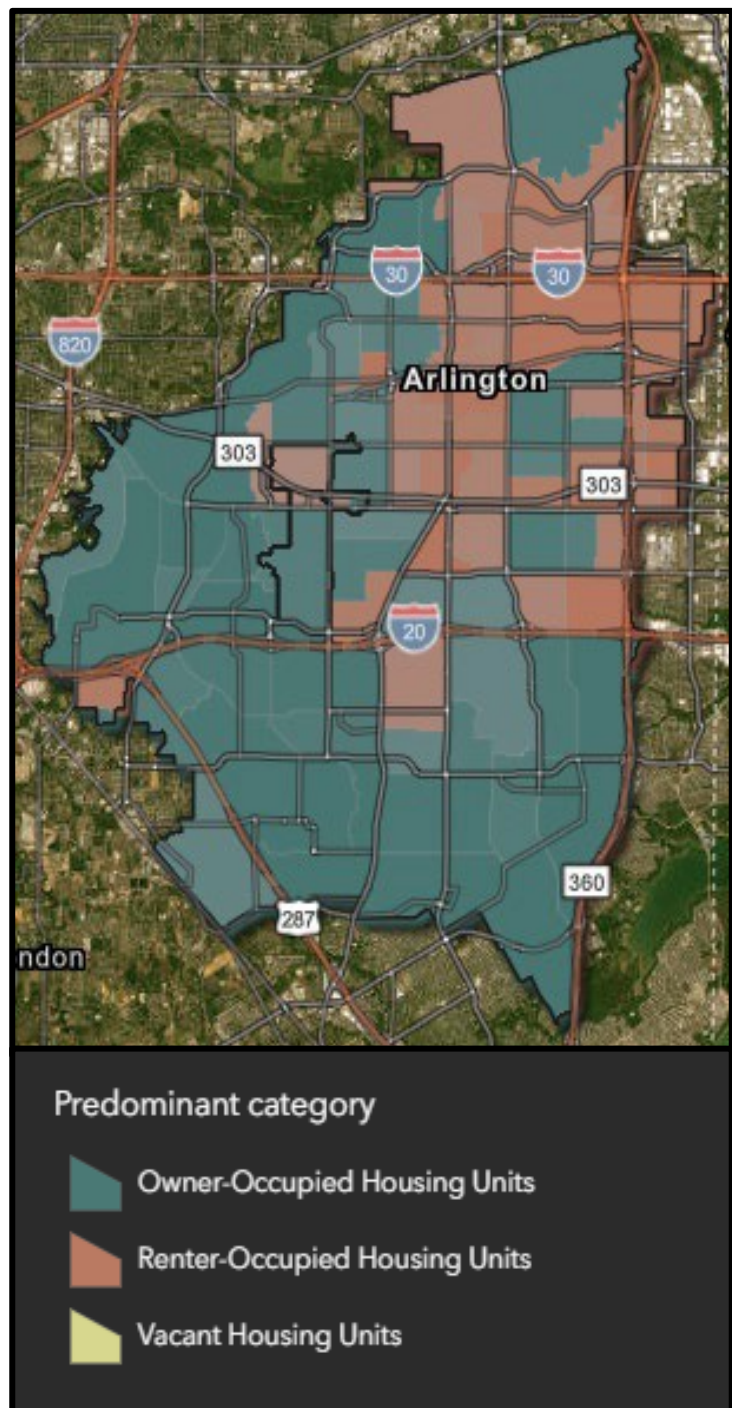 30
30
820
Arlington
303
303
20
360
287
ndon
Predominant category
Owner-Occupied Housing Units
Renter-Occupied Housing Units
Vacant Housing Units